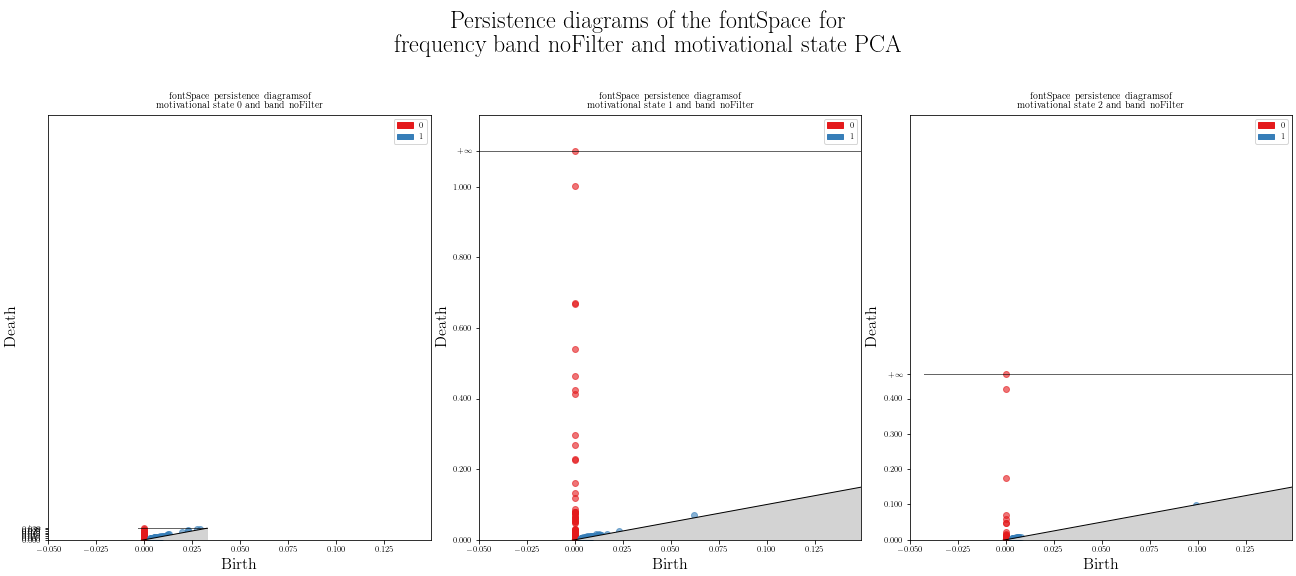 Persistence diagrams of the fontSpace for
frequency band noFilter and motivational state PCA
fontSpace persistence diagramsof
motivational state 0 and band noFilter
0
1
Death
0.000
−0.050 −0.025 0.000 0.025 0.050 0.075 0.100 0.125
Birth
fontSpace persistence diagramsof
motivational state 1 and band noFilter
0
1
+∞
1.000
0.800
0.600
0.400
0.200
0.000
Death
−0.050 −0.025 0.000 0.025 0.050 0.075 0.100 0.125
Birth
fontSpace persistence diagramsof
motivational state 2 and band noFilter
0
1
+∞
0.400
0.300
0.200
0.100
0.000
Death
−0.050 −0.025 0.000 0.025 0.050 0.075 0.100 0.125
Birth